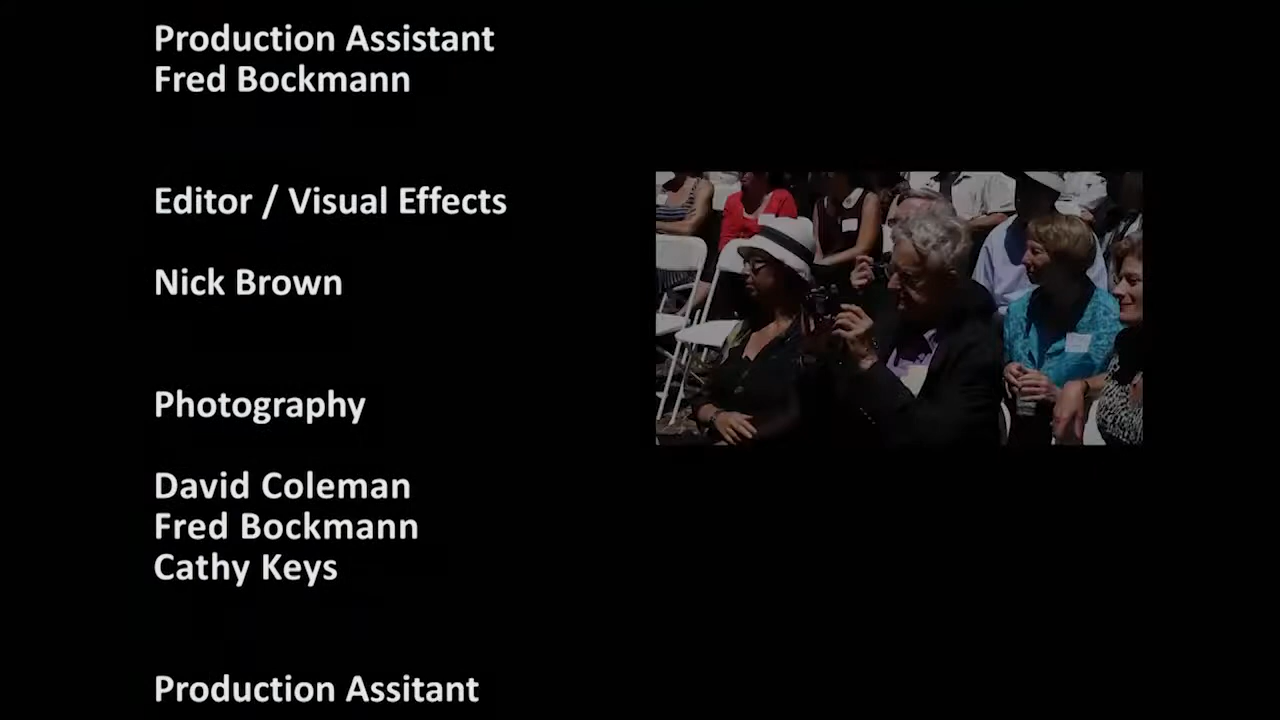 Production Assistant
Fred Bockmann
Editor / Visual Effects
Nick Brown
Photography
David Coleman
Fred Bockmann
Cathy Keys
Production Assitant